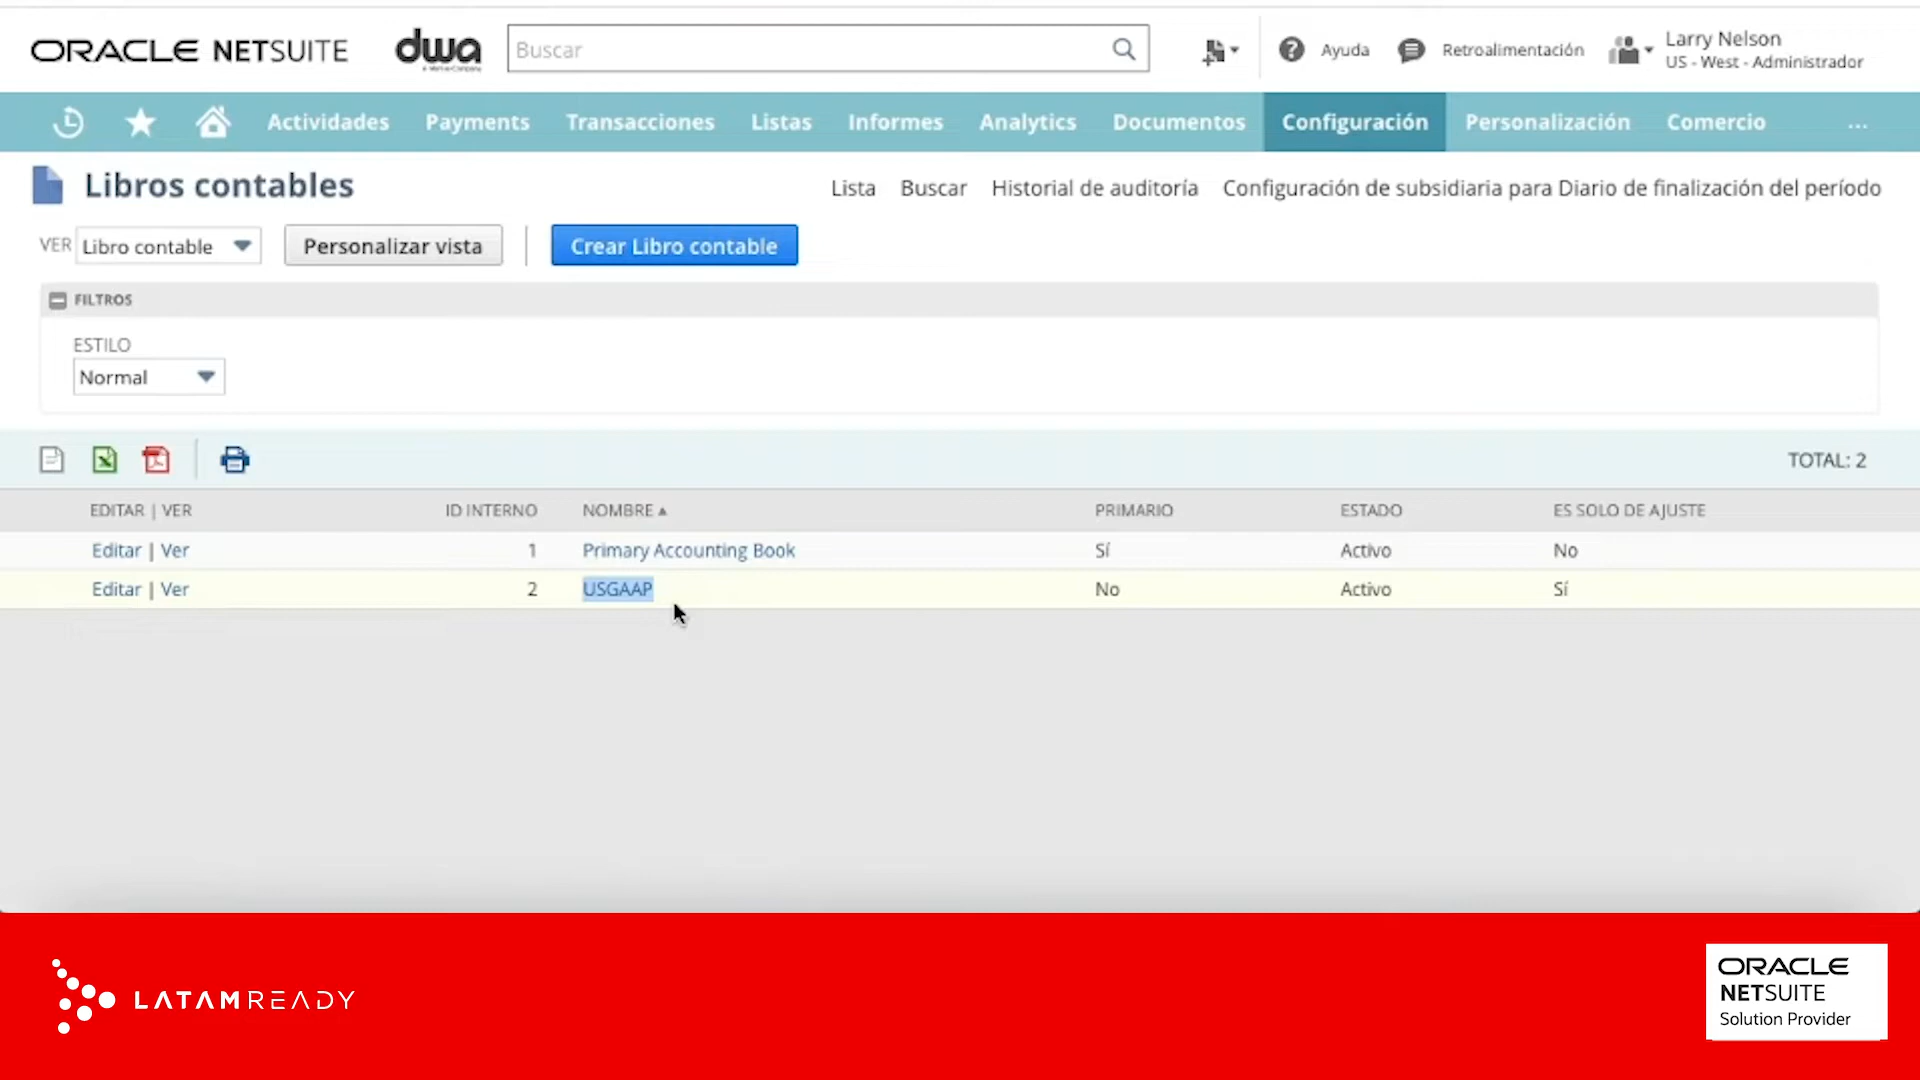 ORACLE NETSUITE
dwa
Buscar
Ayuda
Retroalimentación
Larry Nelson
US - West - Administrador
Actividades
Payments
Transacciones
Listas
Informes
Analytics
Documentos
Configuración
Personalización
Comercio
...
Libros contables
Lista
Buscar
Historial de auditoría
Configuración de subsidiaria para Diario de finalización del período
VER
Libro contable
Personalizar vista
Crear Libro contable
FILTROS
ESTILO
Normal
TOTAL: 2
EDITAR | VER
ID INTERNO
NOMBRE
PRIMARIO
ESTADO
ES SOLO DE AJUSTE
Editar | Ver
1
Primary Accounting Book
Sí
Activo
No
Editar | Ver
2
USGAAP
No
Activo
Sí
LATAMREADY
ORACLE
NETSUITE
Solution Provider